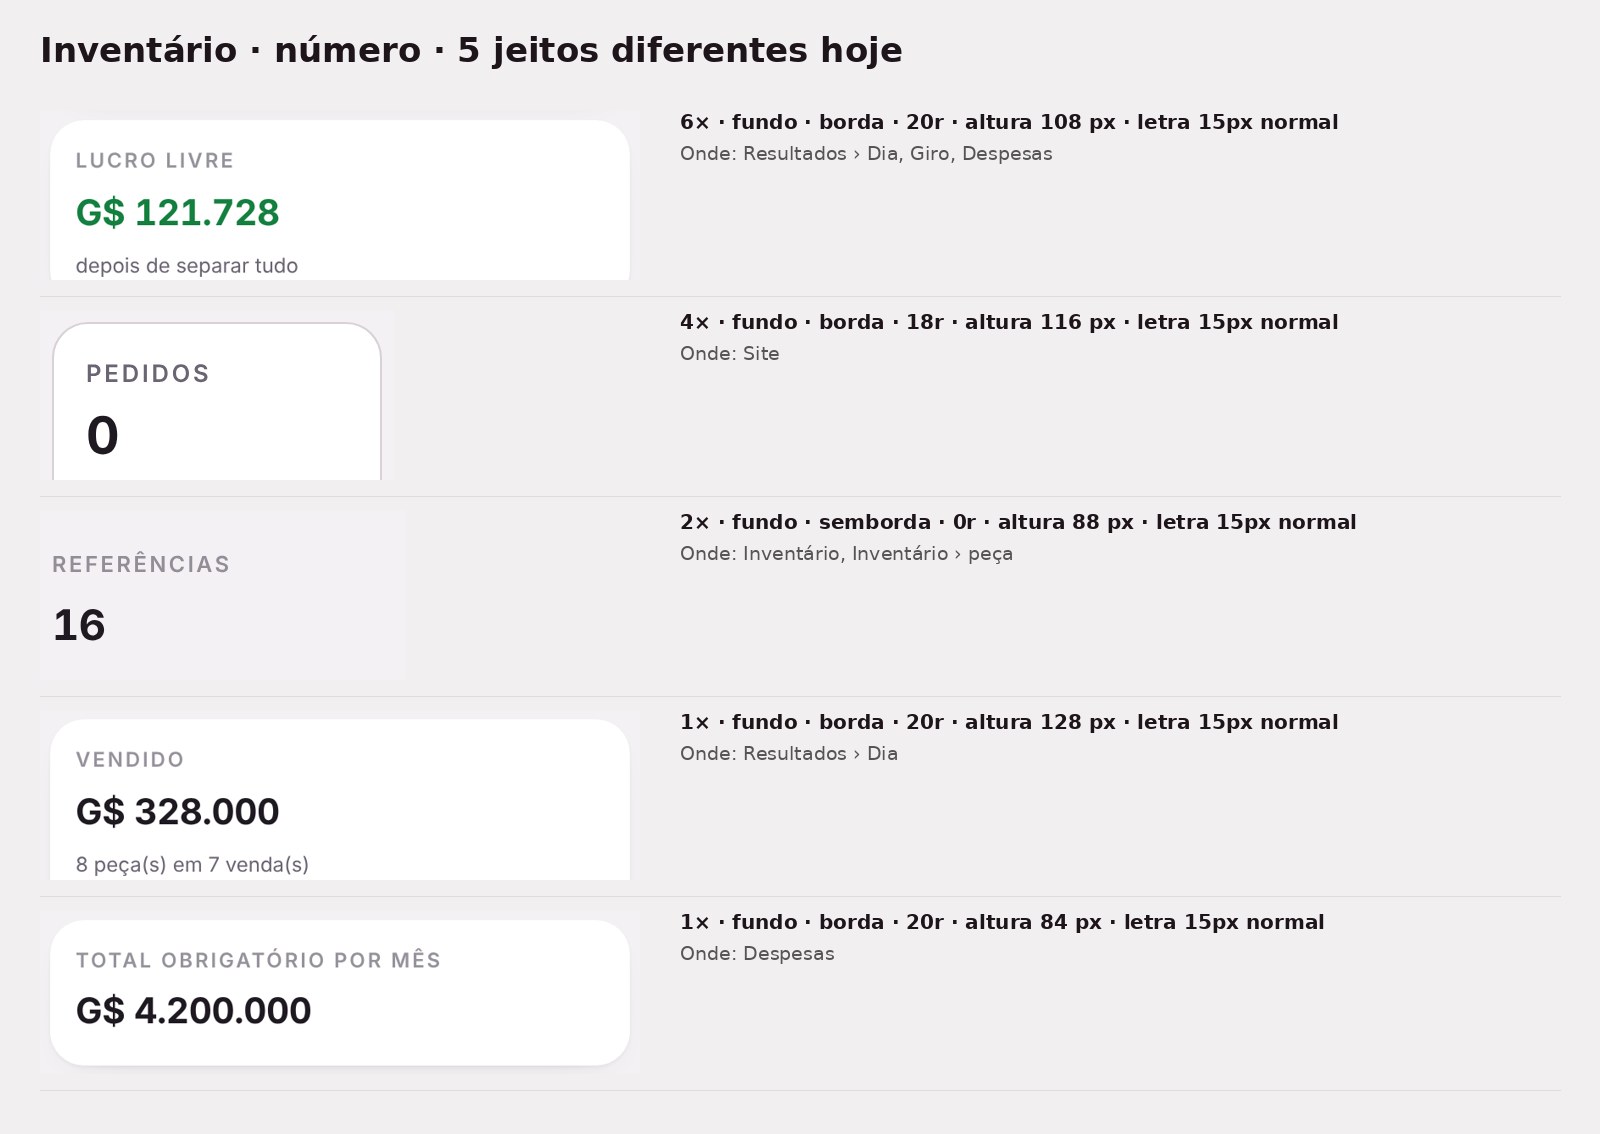 Inventário · número · 5 jeitos diferentes hoje
LUCRO LIVRE
G$ 121.728
depois de separar tudo
6× · fundo · borda · 20r · altura 108 px · letra 15px normal
Onde: Resultados › Dia, Giro, Despesas
PEDIDOS
0
4× · fundo · borda · 18r · altura 116 px · letra 15px normal
Onde: Site
REFERÊNCIAS
16
2× · fundo · semborda · 0r · altura 88 px · letra 15px normal
Onde: Inventário, Inventário › peça
VENDIDO
G$ 328.000
8 peça(s) em 7 venda(s)
1× · fundo · borda · 20r · altura 128 px · letra 15px normal
Onde: Resultados › Dia
TOTAL OBRIGATÓRIO POR MÊS
G$ 4.200.000
1× · fundo · borda · 20r · altura 84 px · letra 15px normal
Onde: Despesas